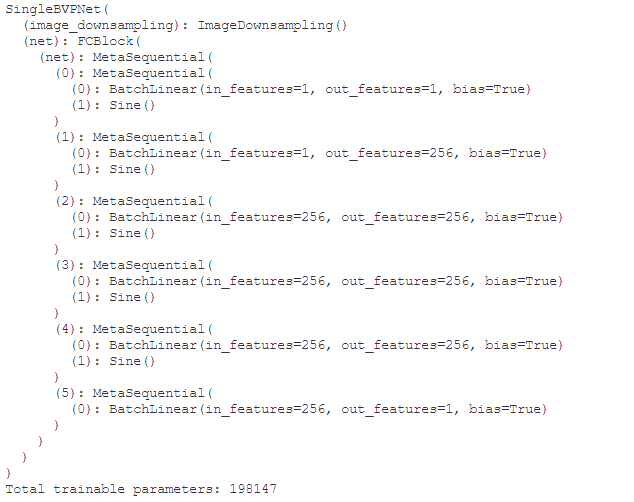 SingleBVPNet(
  (image_downsampling): ImageDownsampling()
  (net): FCBlock(
    (net): MetaSequential(
      (0): MetaSequential(
        (0): BatchLinear(in_features=1, out_features=1, bias=True)
        (1): Sine()
      )
      (1): MetaSequential(
        (0): BatchLinear(in_features=1, out_features=256, bias=True)
        (1): Sine()
      )
      (2): MetaSequential(
        (0): BatchLinear(in_features=256, out_features=256, bias=True)
        (1): Sine()
      )
      (3): MetaSequential(
        (0): BatchLinear(in_features=256, out_features=256, bias=True)
        (1): Sine()
      )
      (4): MetaSequential(
        (0): BatchLinear(in_features=256, out_features=256, bias=True)
        (1): Sine()
      )
      (5): MetaSequential(
        (0): BatchLinear(in_features=256, out_features=1, bias=True)
      )
    )
  )
)
Total trainable parameters: 198147